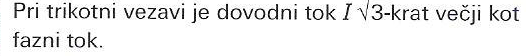 Pri trikotni vezavi je dovodni tok I √3-krat večji kot
fazni tok.